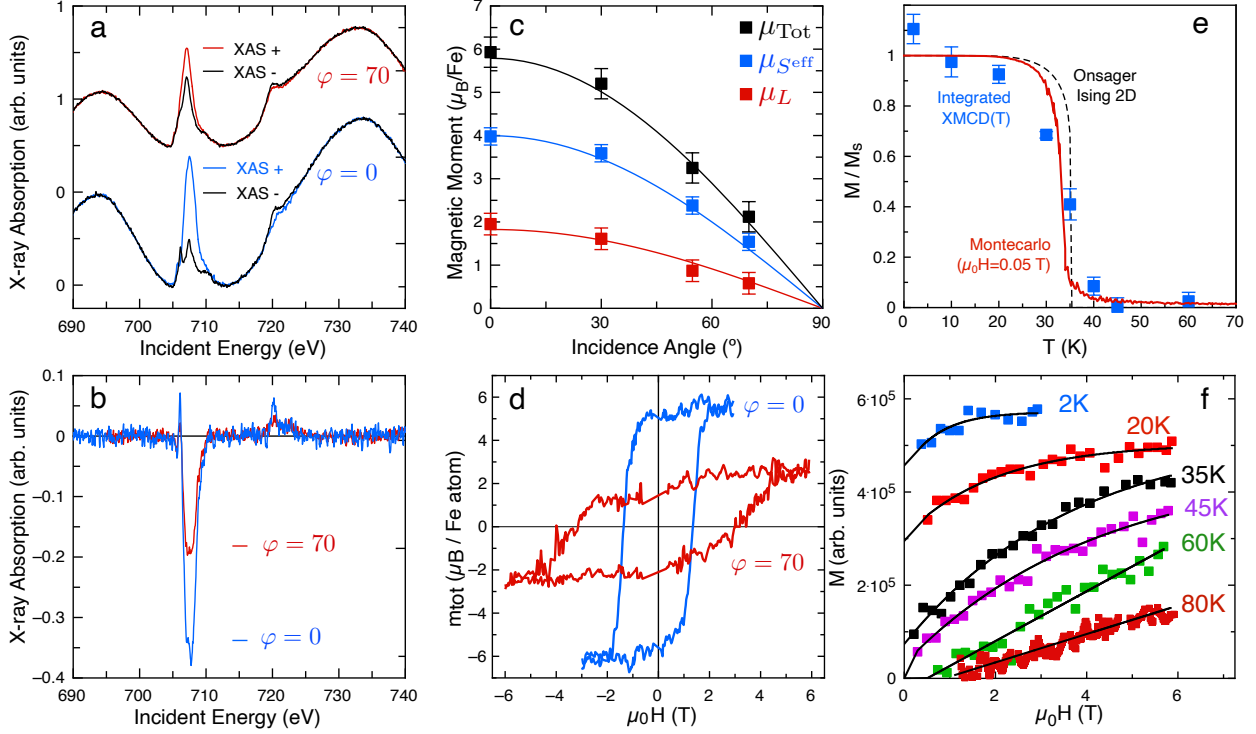 a
XAS +
XAS -
φ = 70
XAS +
XAS -
φ = 0
X-ray Absorption (arb. units)
1
0
1
0
690
700
710
720
730
740
Incident Energy (eV)
c
μTot
μSeff
μL
Magnetic Moment (μB/Fe)
8
7
6
5
4
3
2
1
0
0
30
60
90
Incidence Angle (º)
e
Onsager
Ising 2D
Integrated
XMCD(T)
Montecarlo
(μ0H=0.05 T)
M / Ms
1
0.8
0.6
0.4
0.2
0
0
10
20
30
40
50
60
70
T (K)
b
φ = 70
φ = 0
X-ray Absorption (arb. units)
0.1
0
−0.1
−0.2
−0.3
−0.4
690
700
710
720
730
740
Incident Energy (eV)
d
φ = 0
φ = 70
mtot (μB / Fe atom)
6
4
2
0
−2
−4
−6
−6
−4
−2
0
2
4
6
μ0H (T)
f
2K
20K
35K
45K
60K
80K
M (arb. units)
6·10⁵
4·10⁵
2·10⁵
0
0
2
4
6
μ0H (T)